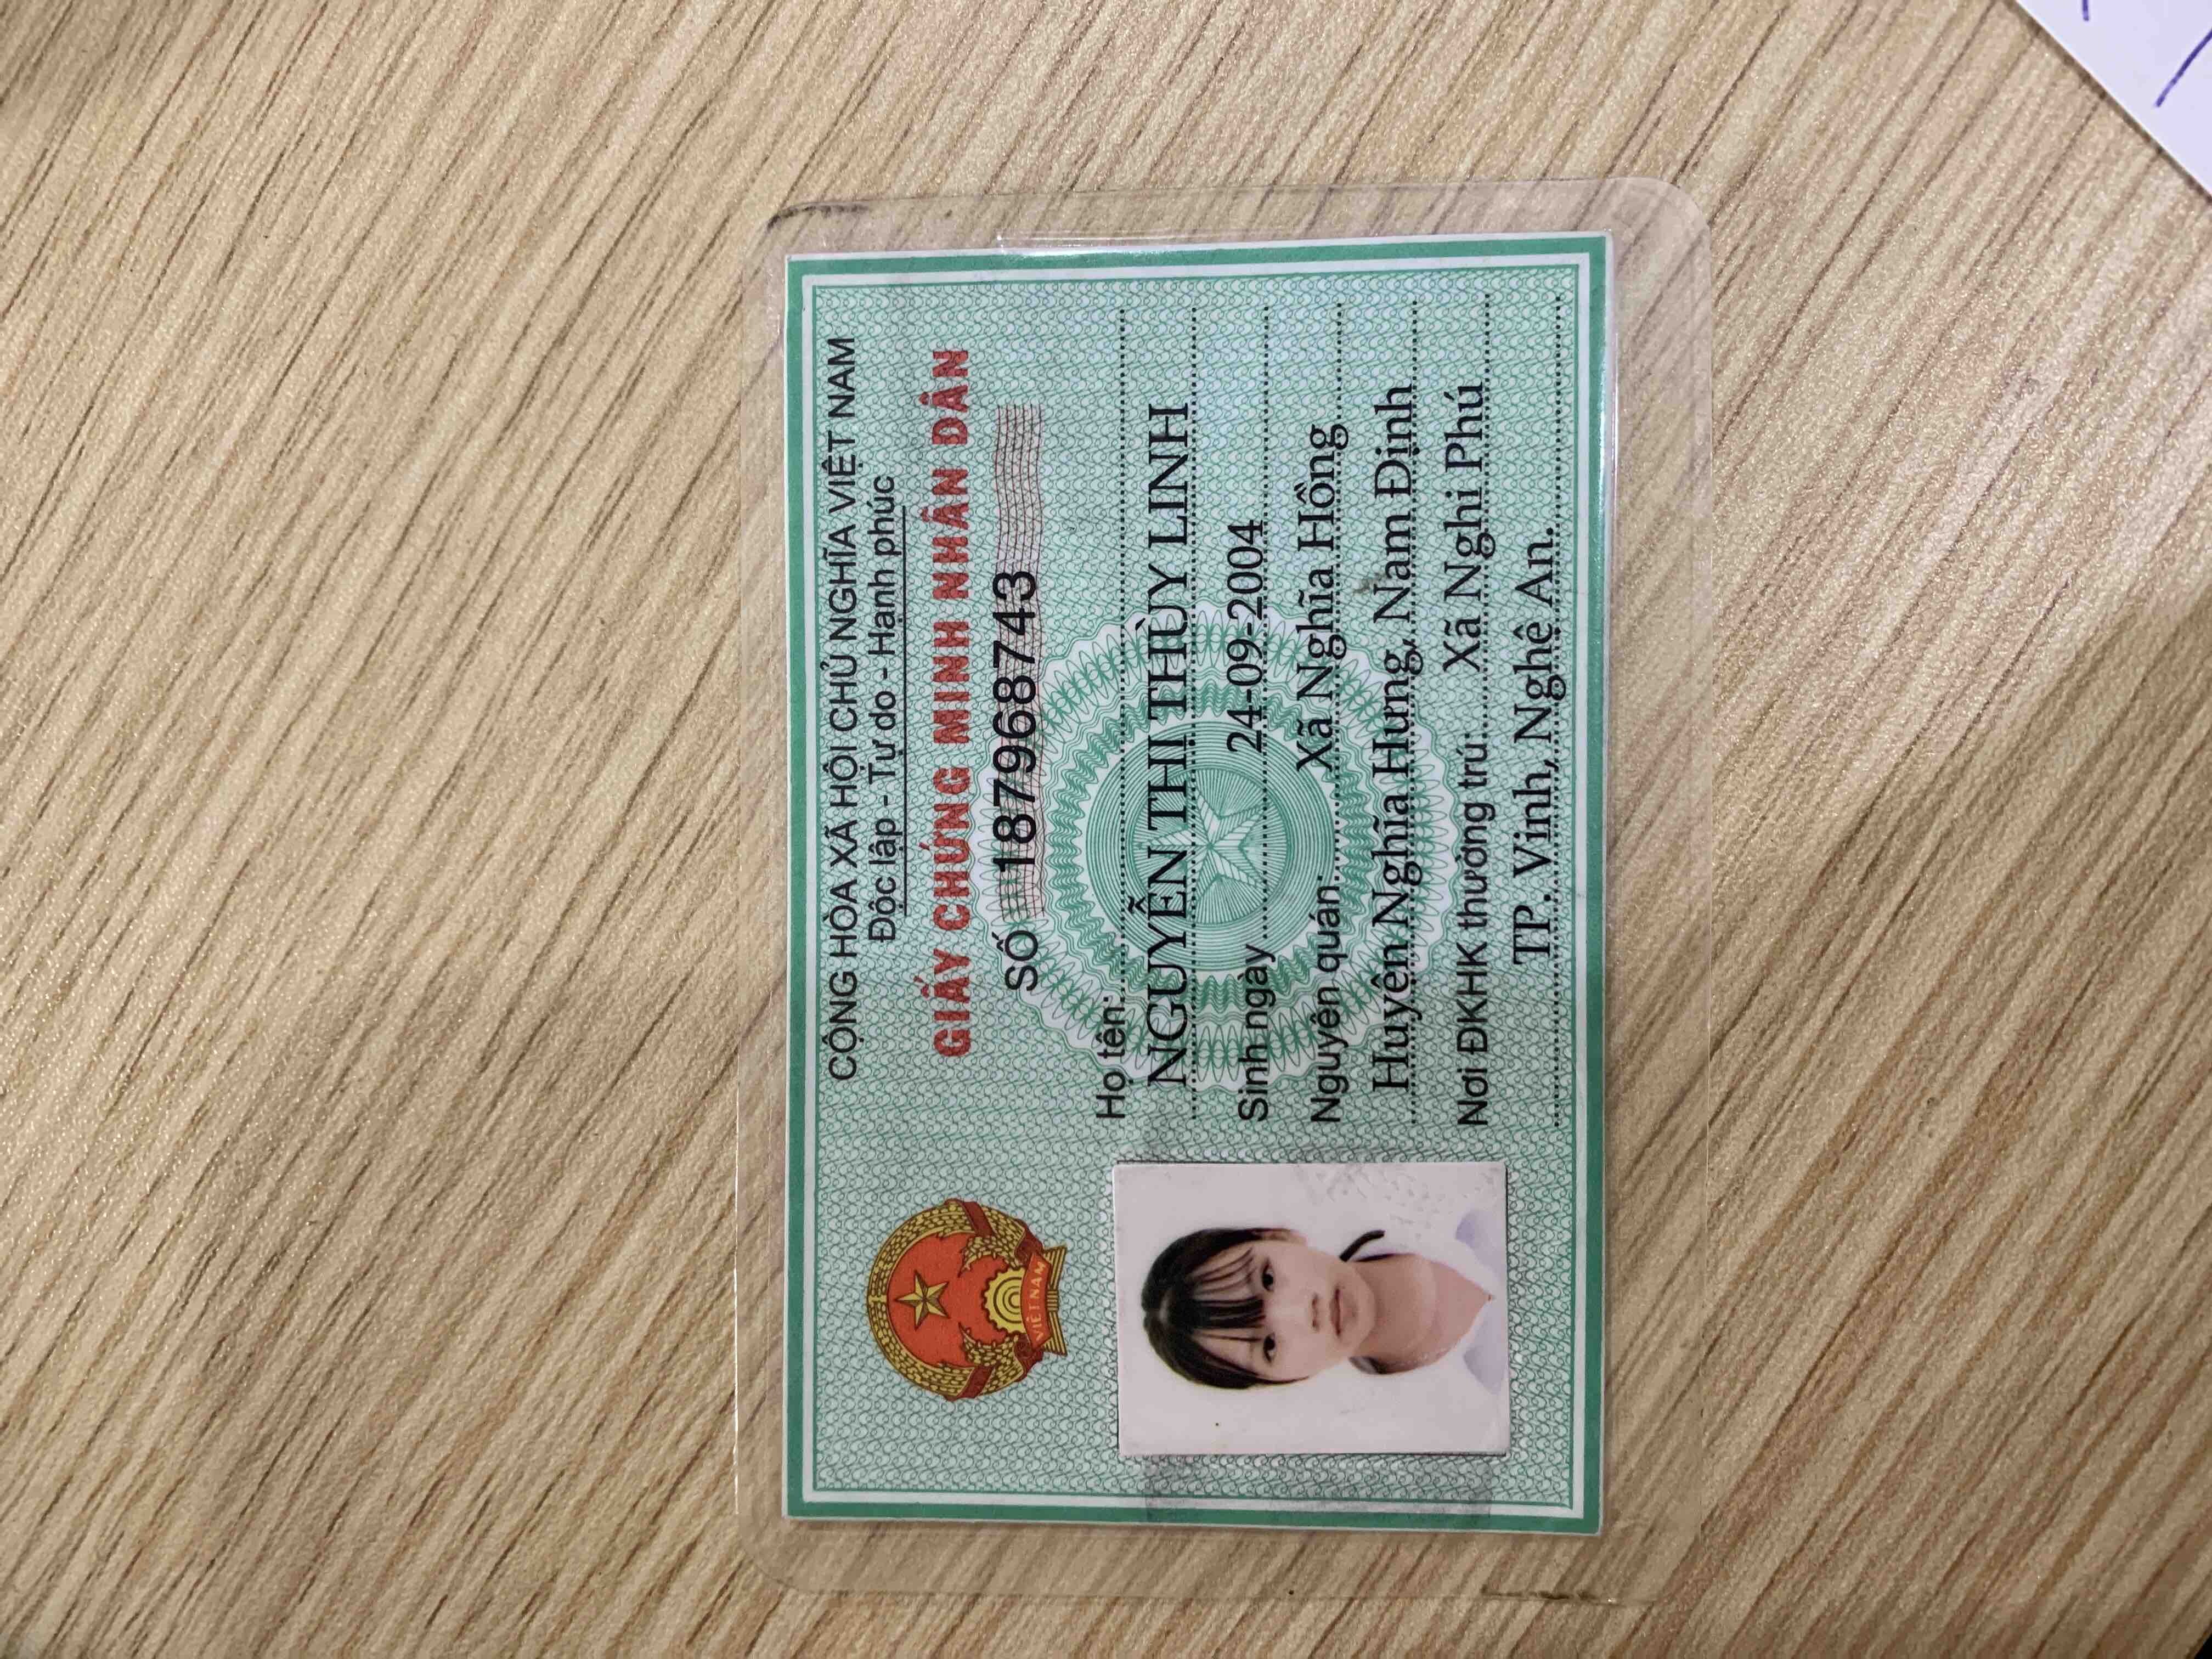 CỘNG HÒA XÃ HỘI CHỦ NGHĨA VIỆT NAM
Độc lập - Tự do - Hạnh phúc
GIẤY CHỨNG MINH NHÂN DÂN
SỐ 187968743
Họ tên:
NGUYỄN THỊ THÙY LINH
Sinh ngày 24-09-2004
Nguyên quán: Xã Nghĩa Hồng
Huyện Nghĩa Hưng, Nam Định
Nơi ĐKHK thường trú: Xã Nghi Phú
TP. Vinh, Nghệ An.
VIỆT NAM